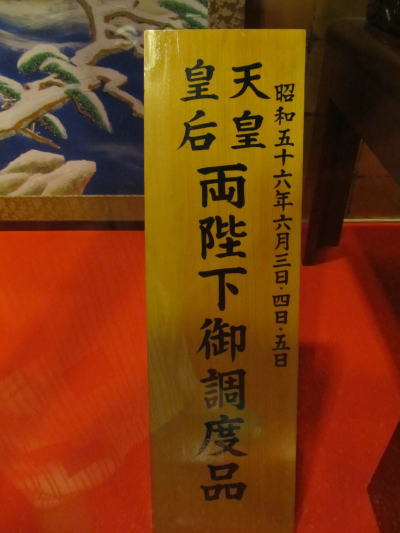 昭和五十六年六月三日・四日・五日
天皇
皇后
両陛下御調度品